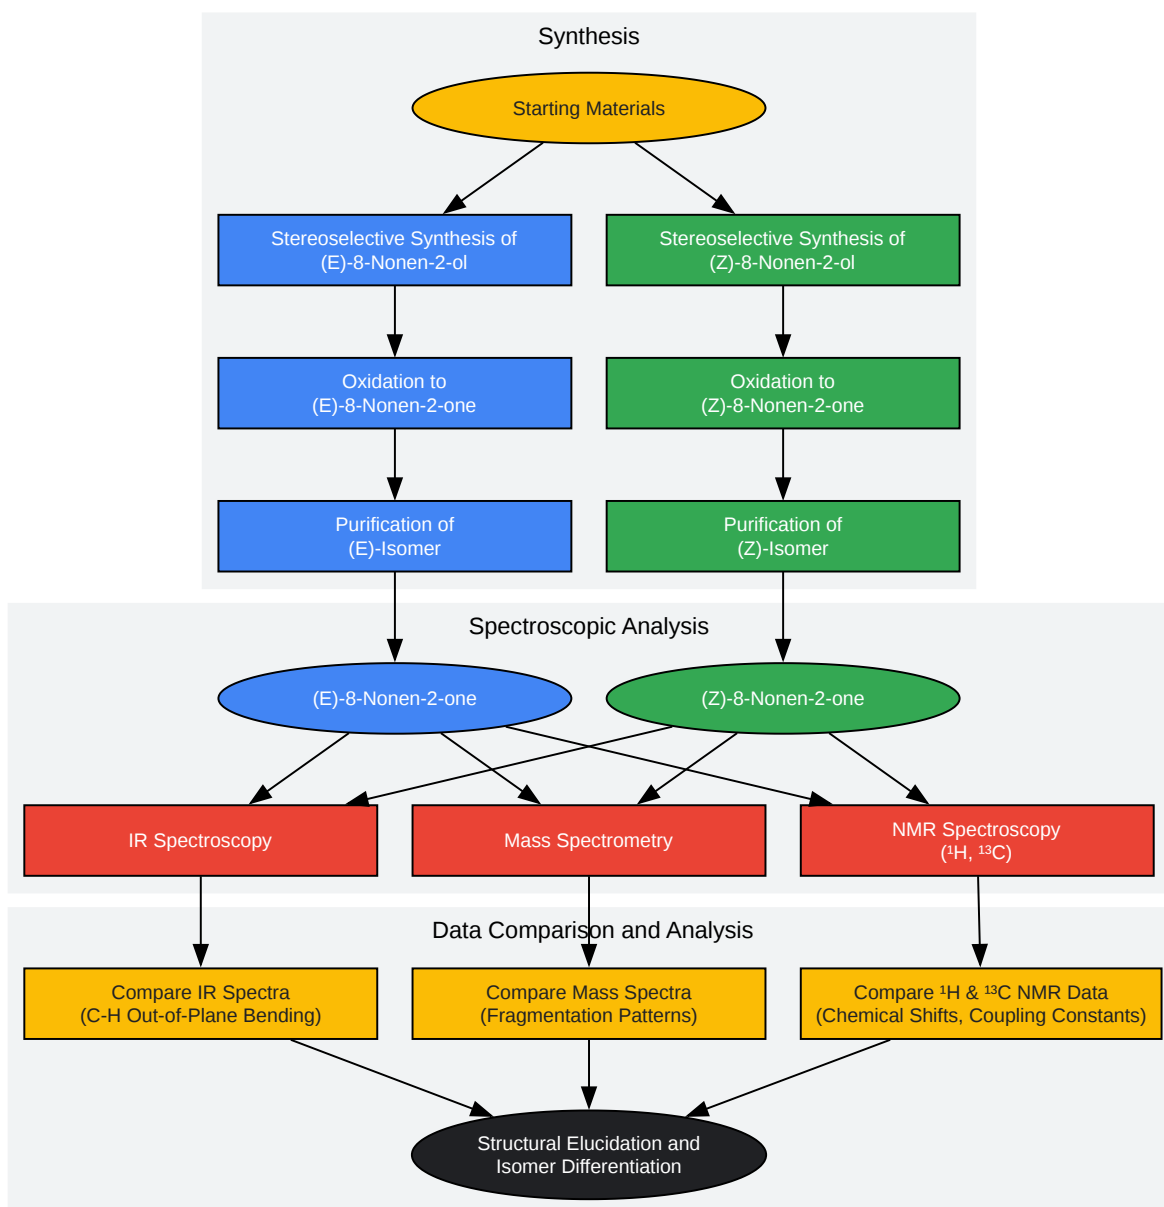 Synthesis
Starting Materials
Stereoselective Synthesis of
(E)-8-Nonen-2-ol
Stereoselective Synthesis of
(Z)-8-Nonen-2-ol
Oxidation to
(E)-8-Nonen-2-one
Oxidation to
(Z)-8-Nonen-2-one
Purification of
(E)-Isomer
Purification of
(Z)-Isomer
Spectroscopic Analysis
(E)-8-Nonen-2-one
(Z)-8-Nonen-2-one
IR Spectroscopy
Mass Spectrometry
NMR Spectroscopy
(¹H, ¹³C)
Data Comparison and Analysis
Compare IR Spectra
(C-H Out-of-Plane Bending)
Compare Mass Spectra
(Fragmentation Patterns)
Compare ¹H & ¹³C NMR Data
(Chemical Shifts, Coupling Constants)
Structural Elucidation and
Isomer Differentiation